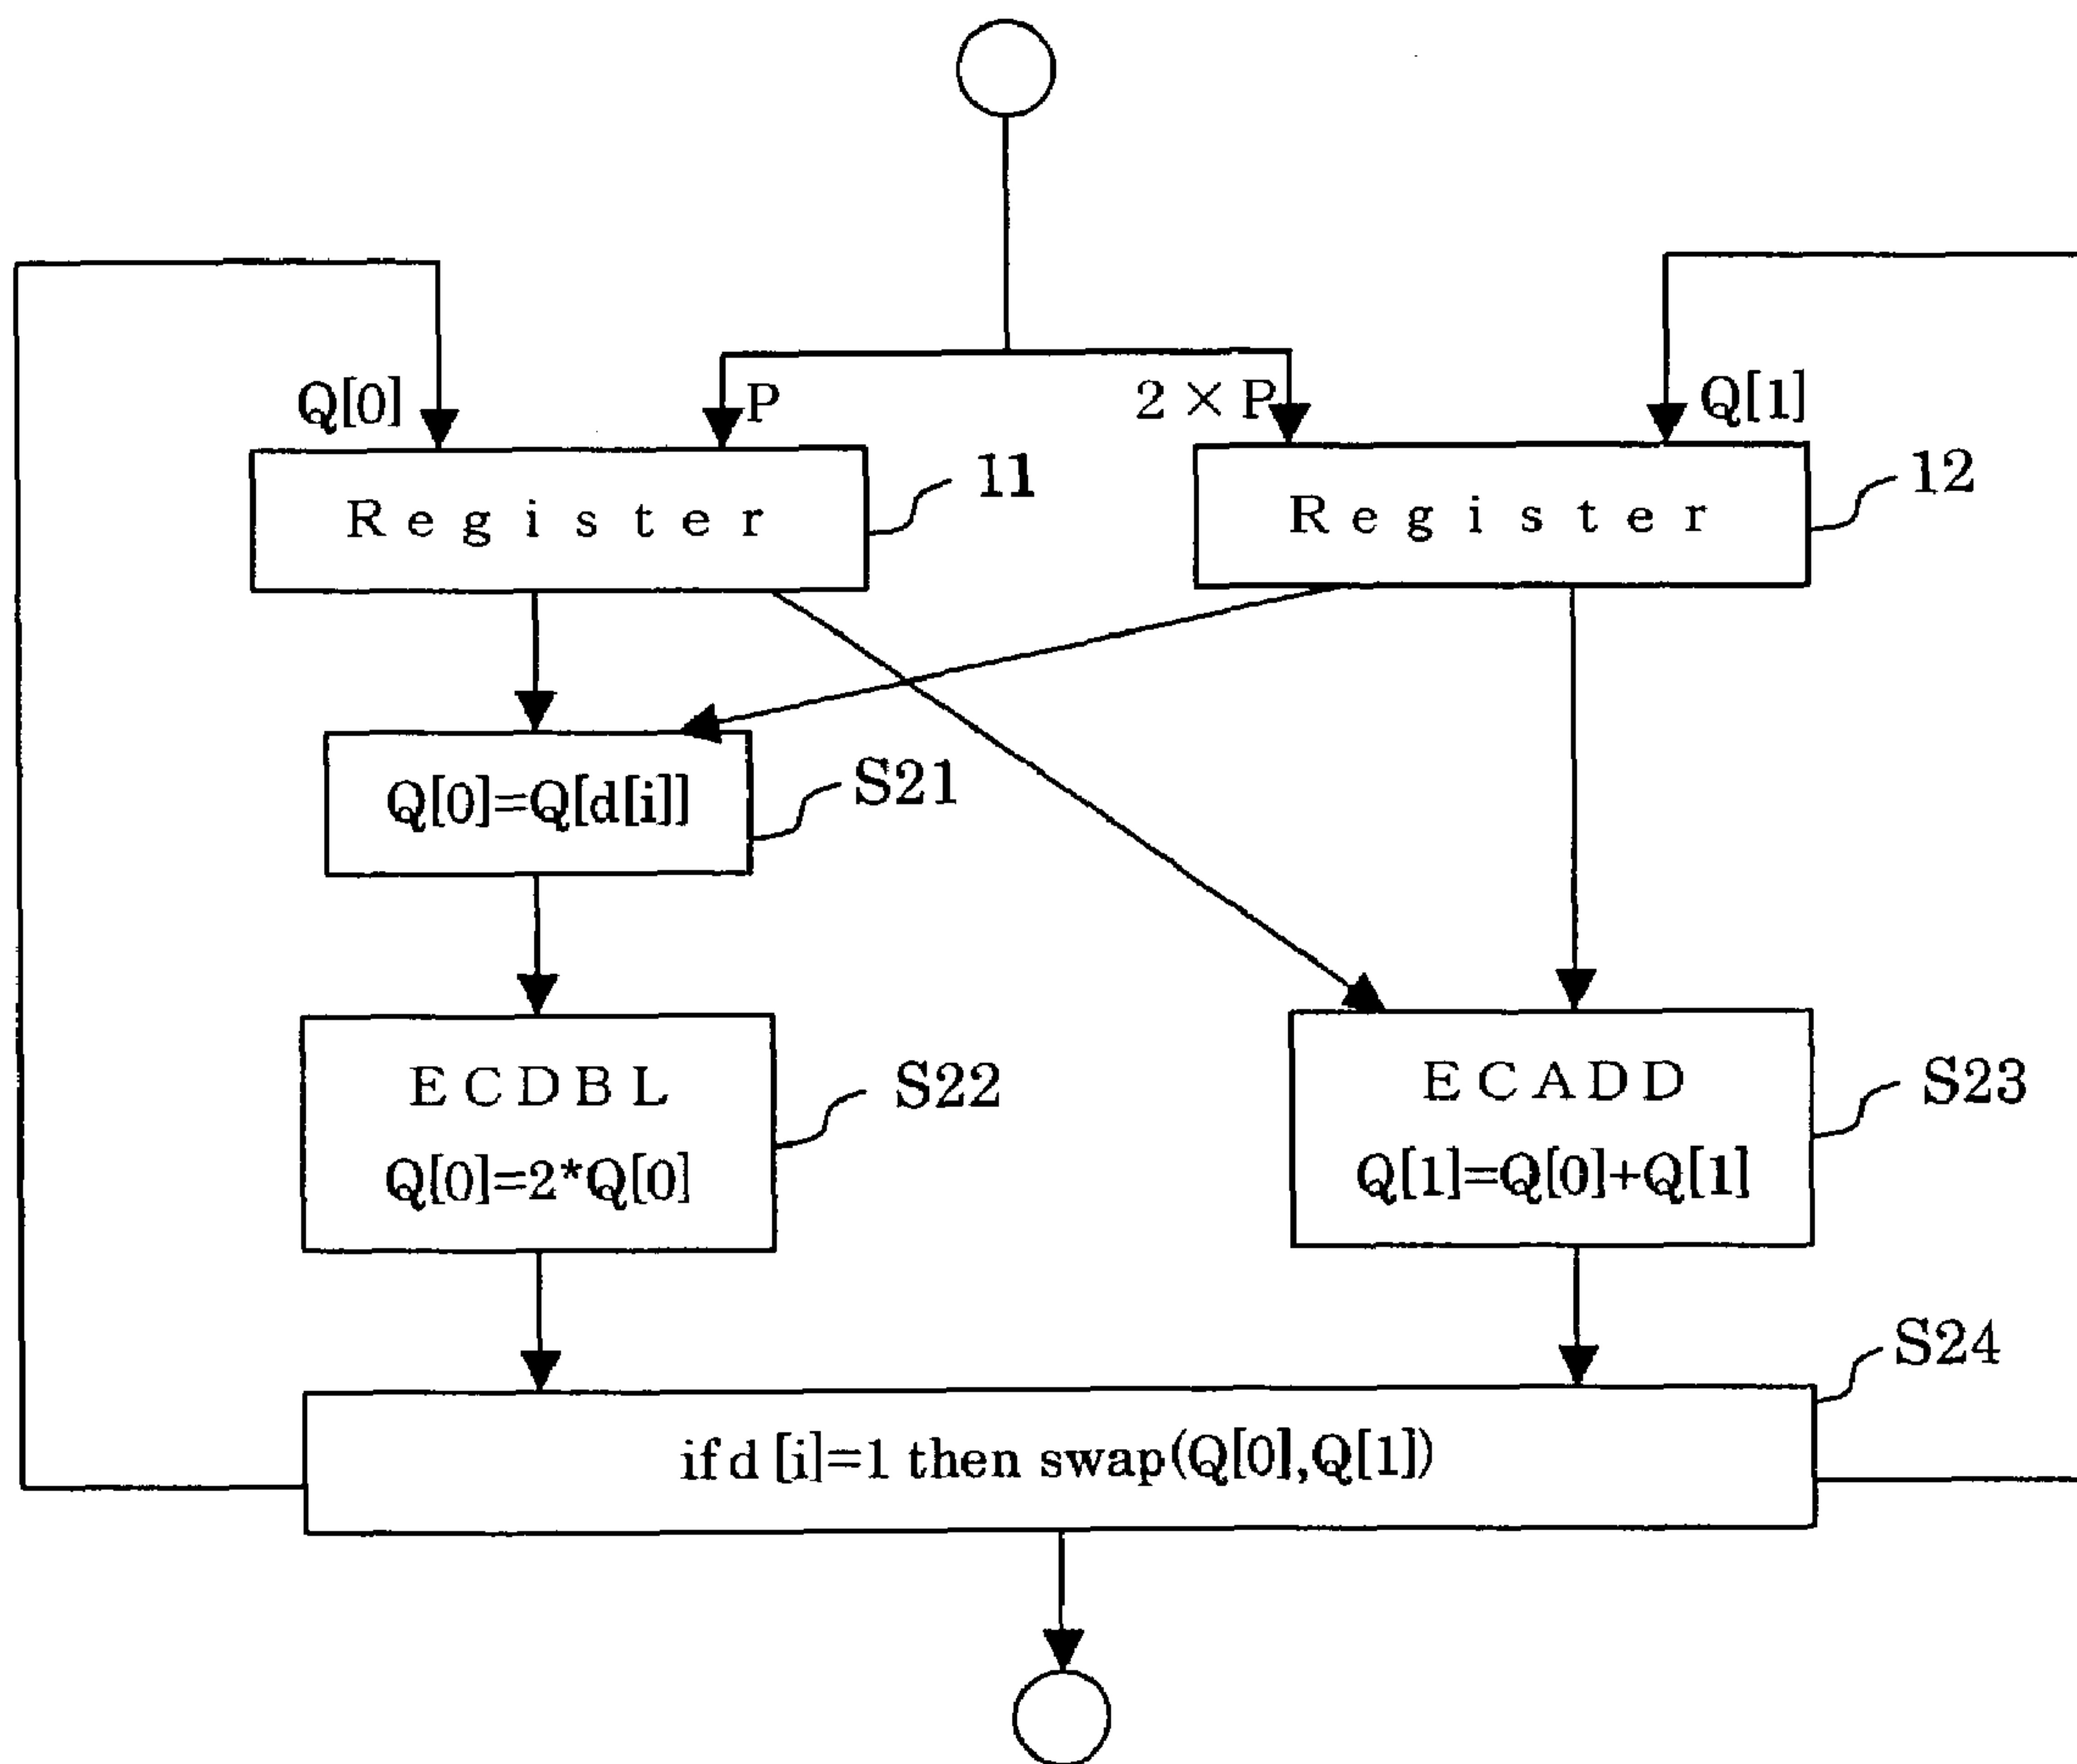 Q[0]
P
2 × P
Q[1]
Register
11
Register
12
Q[0]=Q[d[i]]
S21
ECDBL
Q[0]=2*Q[0]
S22
ECADD
Q[1]=Q[0]+Q[1]
S23
if d [i]=1 then swap(Q[0],Q[1])
S24